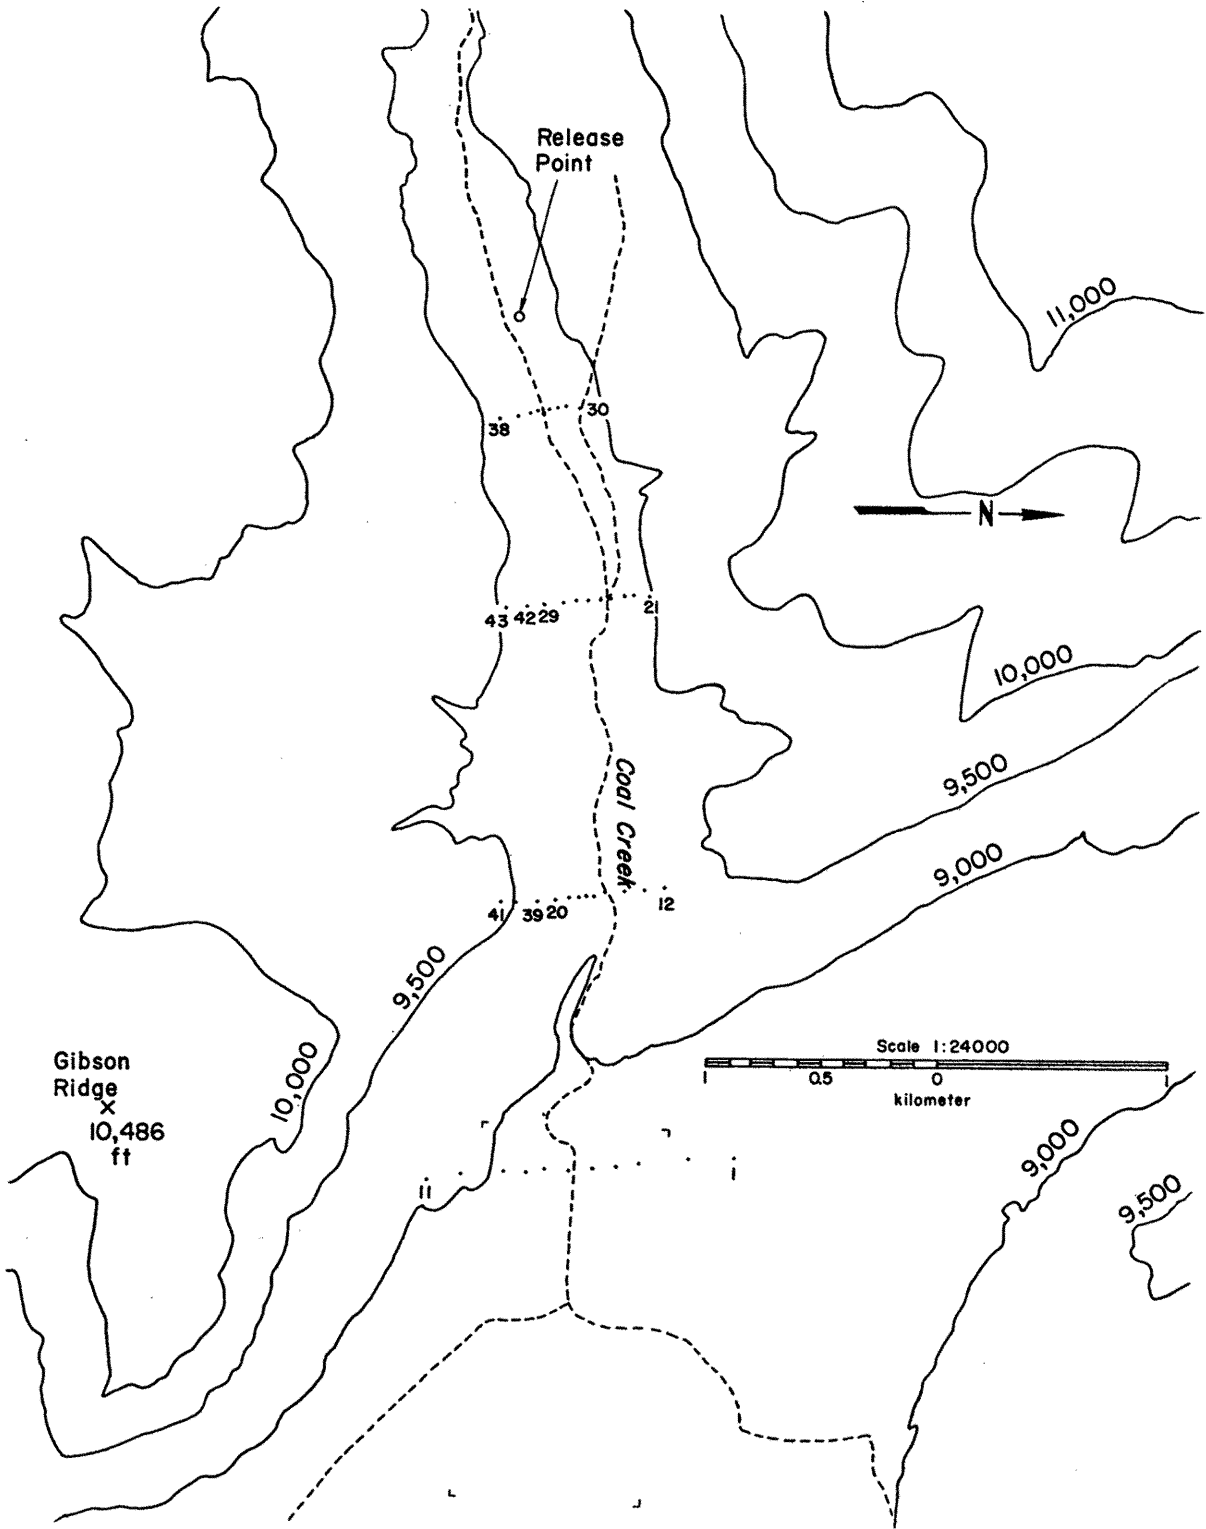 Release
Point
11,000
30
38
N
21
43 42 29
10,000
9,500
Coal Creek
9,000
12
41 39 20
9,500
Scale 1:24000
1 0.5 0 1
kilometer
Gibson
Ridge
×
10,486
ft
10,000
9,000
11
1
9,500